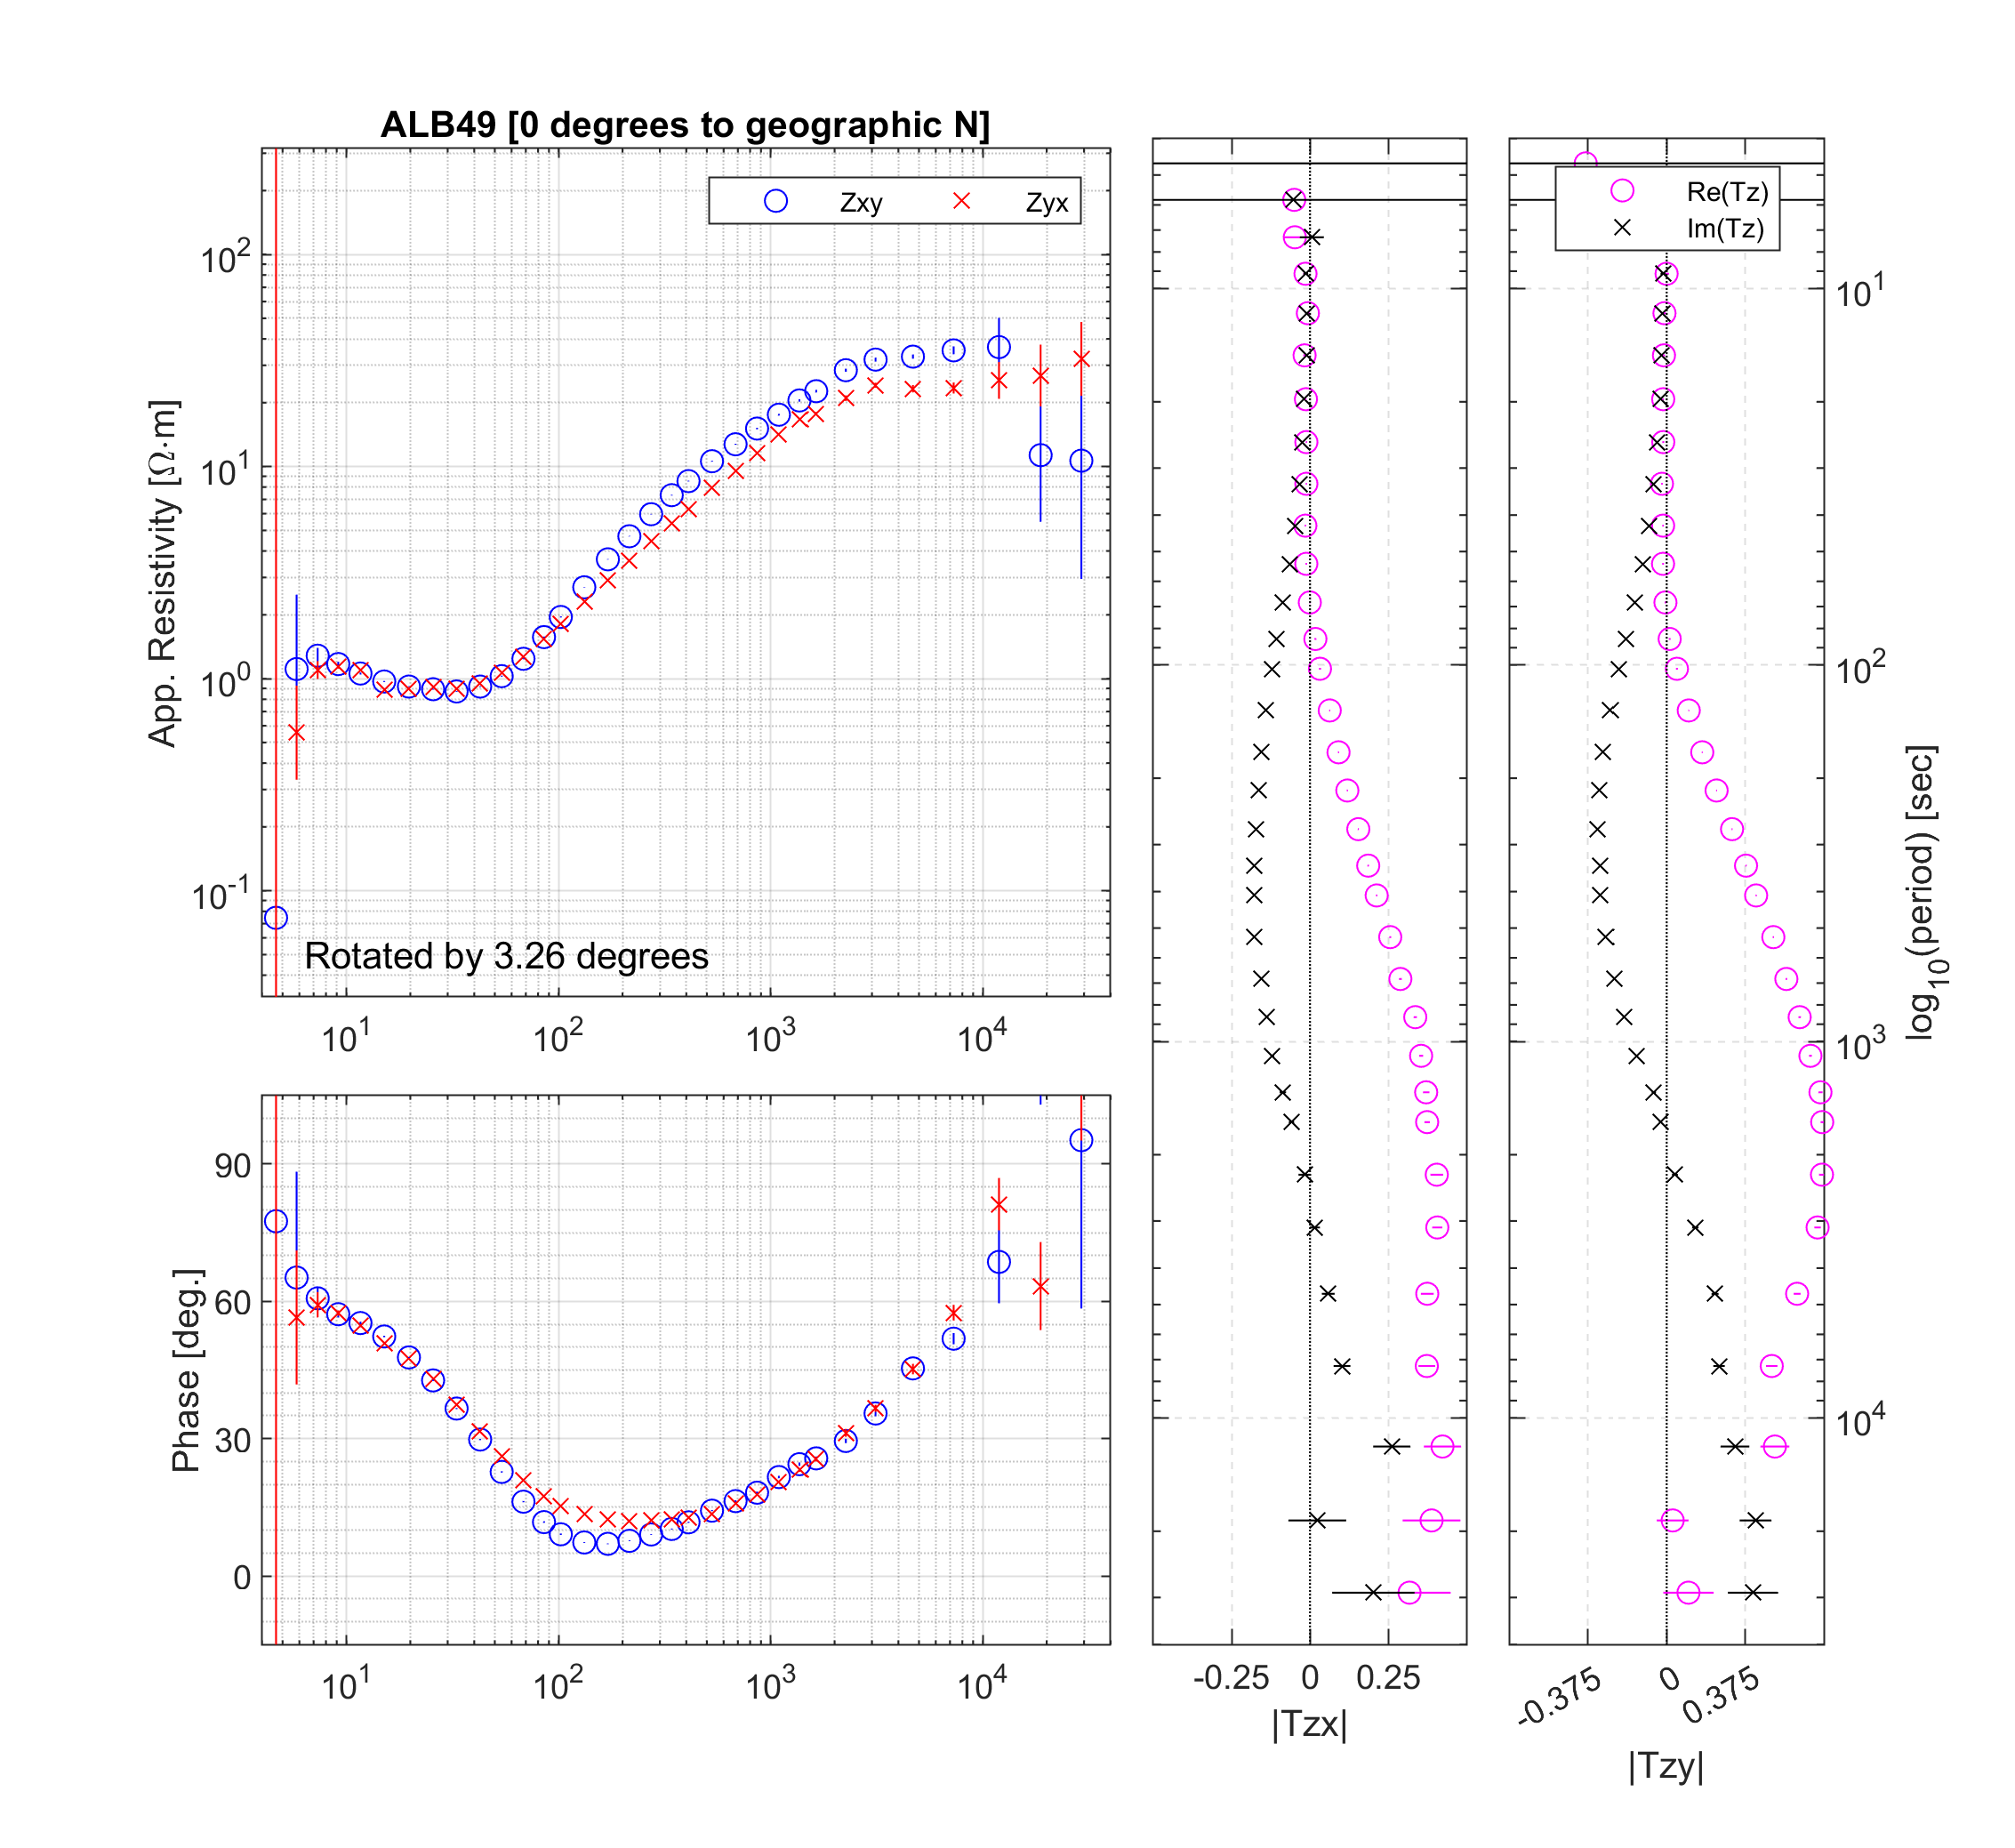 ALB49 [0 degrees to geographic N]
Zxy Zyx
App. Resistivity [Ω·m]
10^2
10^1
10^0
10^-1
Rotated by 3.26 degrees
10^1 10^2 10^3 10^4
Phase [deg.]
90
60
30
0
10^1 10^2 10^3 10^4
-0.25 0 0.25
|Tzx|
Re(Tz)
Im(Tz)
-0.375 0 0.375
|Tzy|
10^1
10^2
10^3
10^4
log_10(period) [sec]